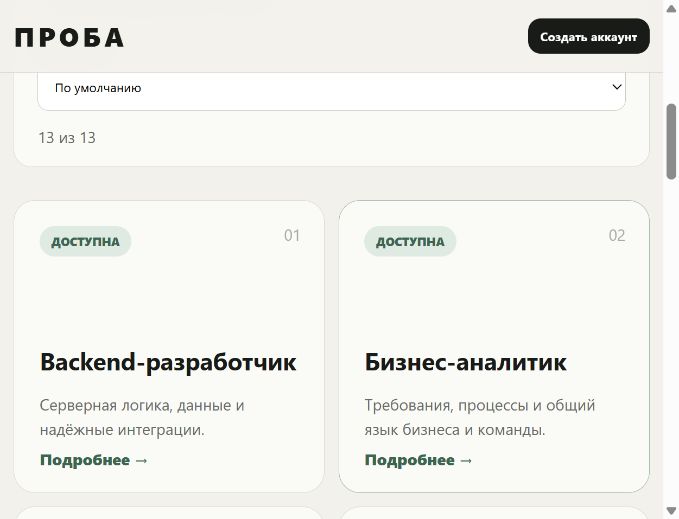 ПРОБА
Создать аккаунт
По умолчанию
13 из 13
ДОСТУПНА
01
Backend-разработчик
Серверная логика, данные и
надёжные интеграции.
Подробнее →
ДОСТУПНА
02
Бизнес-аналитик
Требования, процессы и общий
язык бизнеса и команды.
Подробнее →